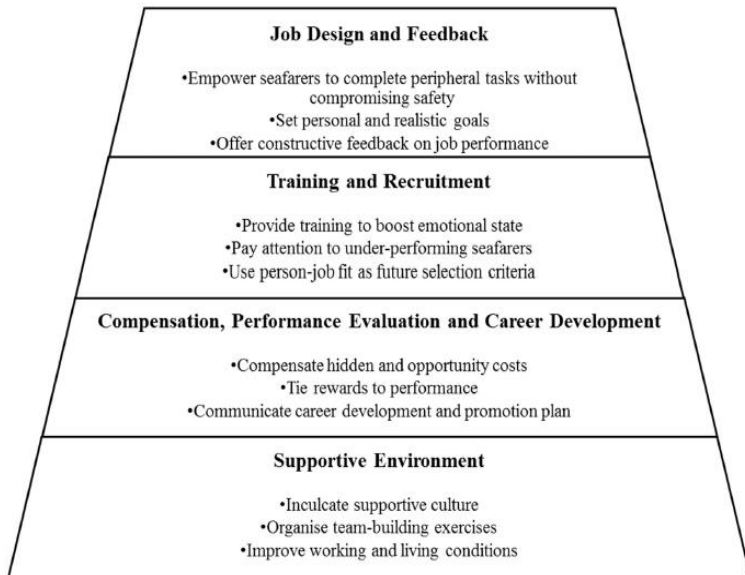 Job Design and Feedback
•Empower seafarers to complete peripheral tasks without
compromising safety
•Set personal and realistic goals
•Offer constructive feedback on job performance
Training and Recruitment
•Provide training to boost emotional state
•Pay attention to under-performing seafarers
•Use person-job fit as future selection criteria
Compensation, Performance Evaluation and Career Development
•Compensate hidden and opportunity costs
•Tie rewards to performance
•Communicate career development and promotion plan
Supportive Environment
•Inculcate supportive culture
•Organise team-building exercises
•Improve working and living conditions